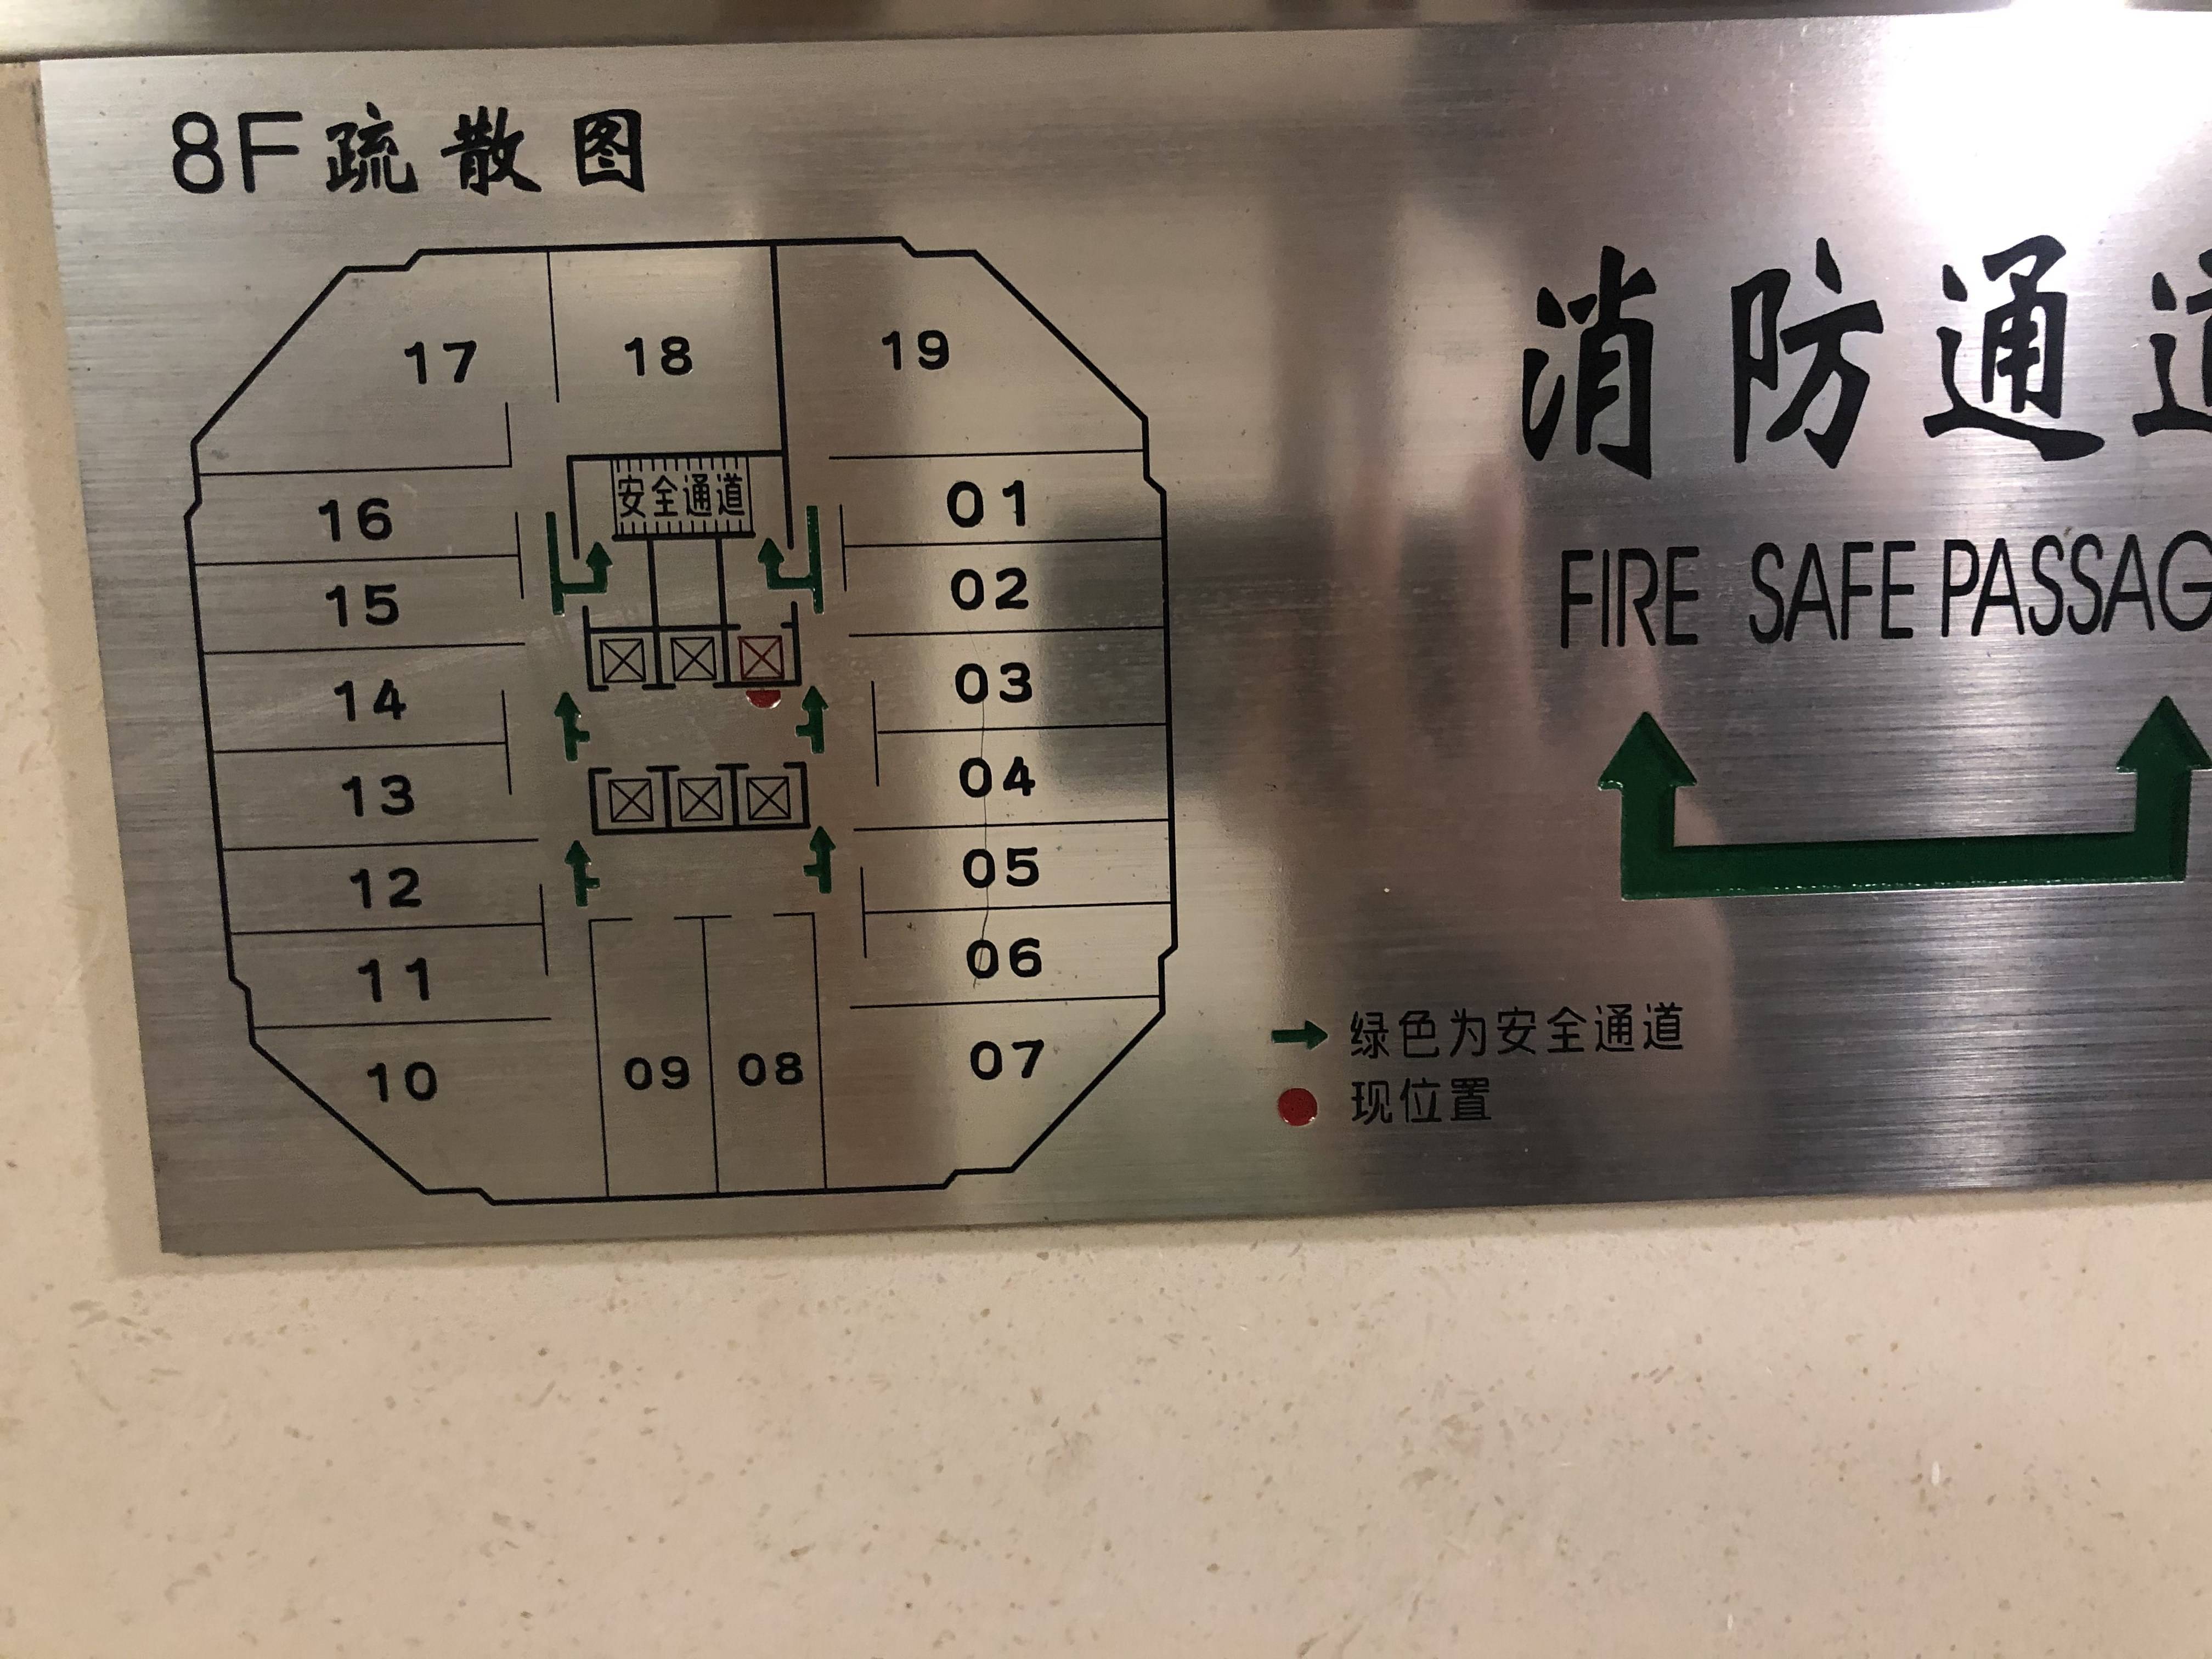 8F疏散图
17 18 19
安全通道
16 01
15 02
14 03
13 04
12 05
11 06
10 09 08 07
消防通道
FIRE SAFE PASSAG
绿色为安全通道
现位置